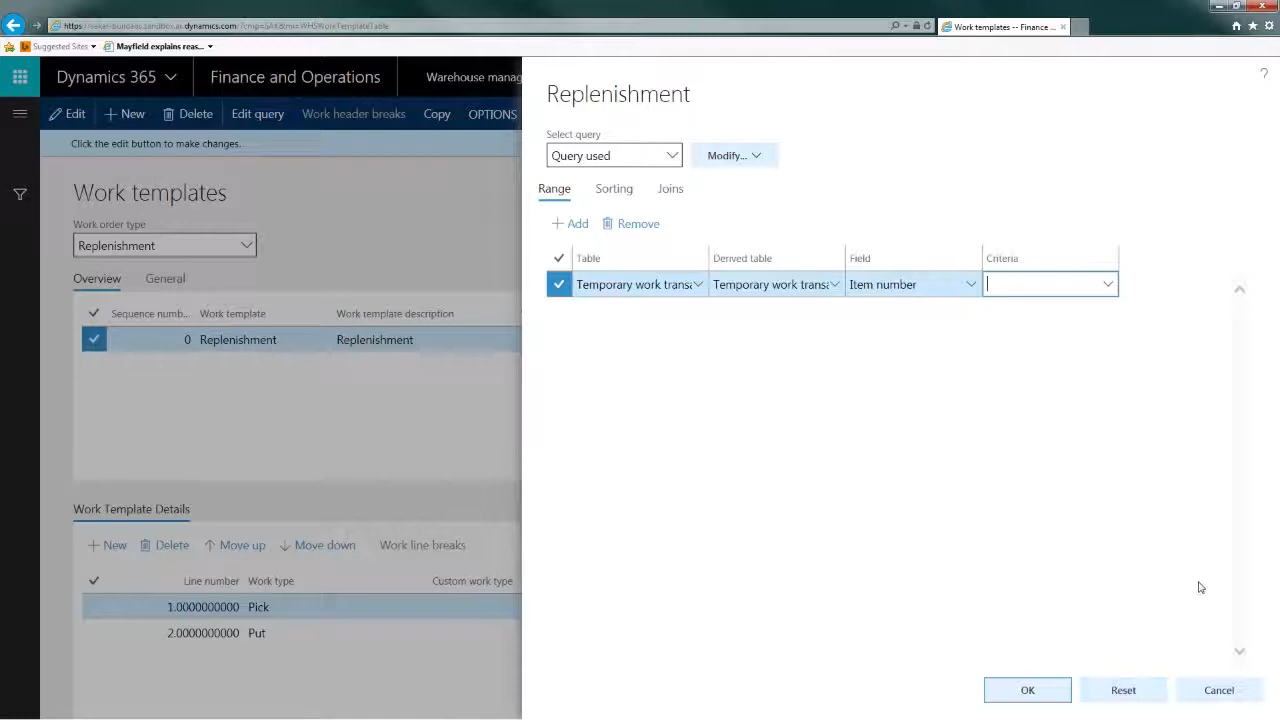 Work templates -- Finance ...
Suggested Sites
Mayfield explains reas...
Dynamics 365
Finance and Operations
Warehouse manag
Edit
New
Delete
Edit query
Work header breaks
Copy
OPTIONS
Click the edit button to make changes.
Work templates
Work order type
Replenishment
Overview
General
Sequence numb...
Work template
Work template description
0
Replenishment
Replenishment
Work Template Details
New
Delete
Move up
Move down
Work line breaks
Line number
Work type
Custom work type
1.0000000000
Pick
2.0000000000
Put
?
Replenishment
Select query
Query used
Modify...
Range
Sorting
Joins
Add
Remove
Table
Derived table
Field
Criteria
Temporary work transa
Temporary work transa
Item number
OK
Reset
Cancel